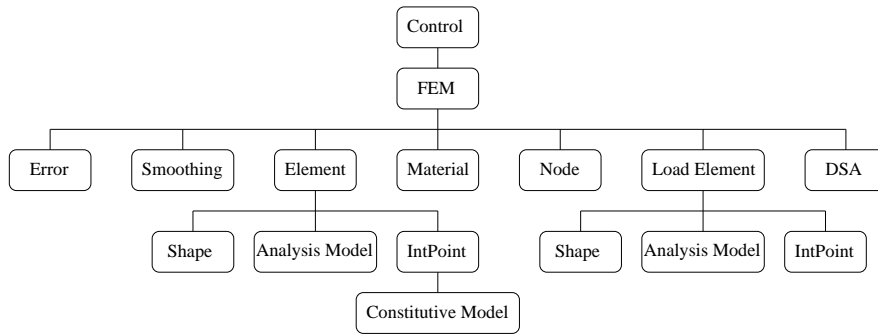 Control
FEM
Error
Smoothing
Element
Material
Node
Load Element
DSA
Shape
Analysis Model
IntPoint
Shape
Analysis Model
IntPoint
Constitutive Model